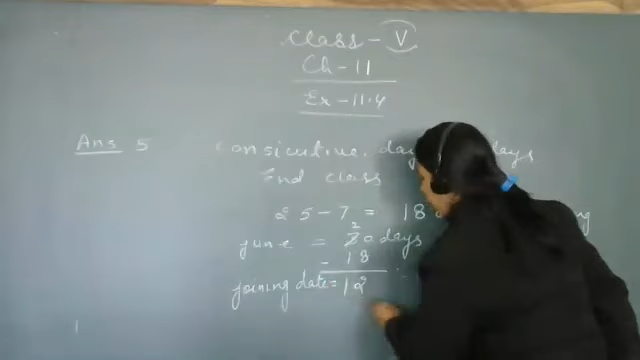 Class - V
Ch - 11
Ex - 11.4
Ans 5 Consicutive days
End class
25 - 7 = 18
2
june = 30 days
- 18
joining date = 12